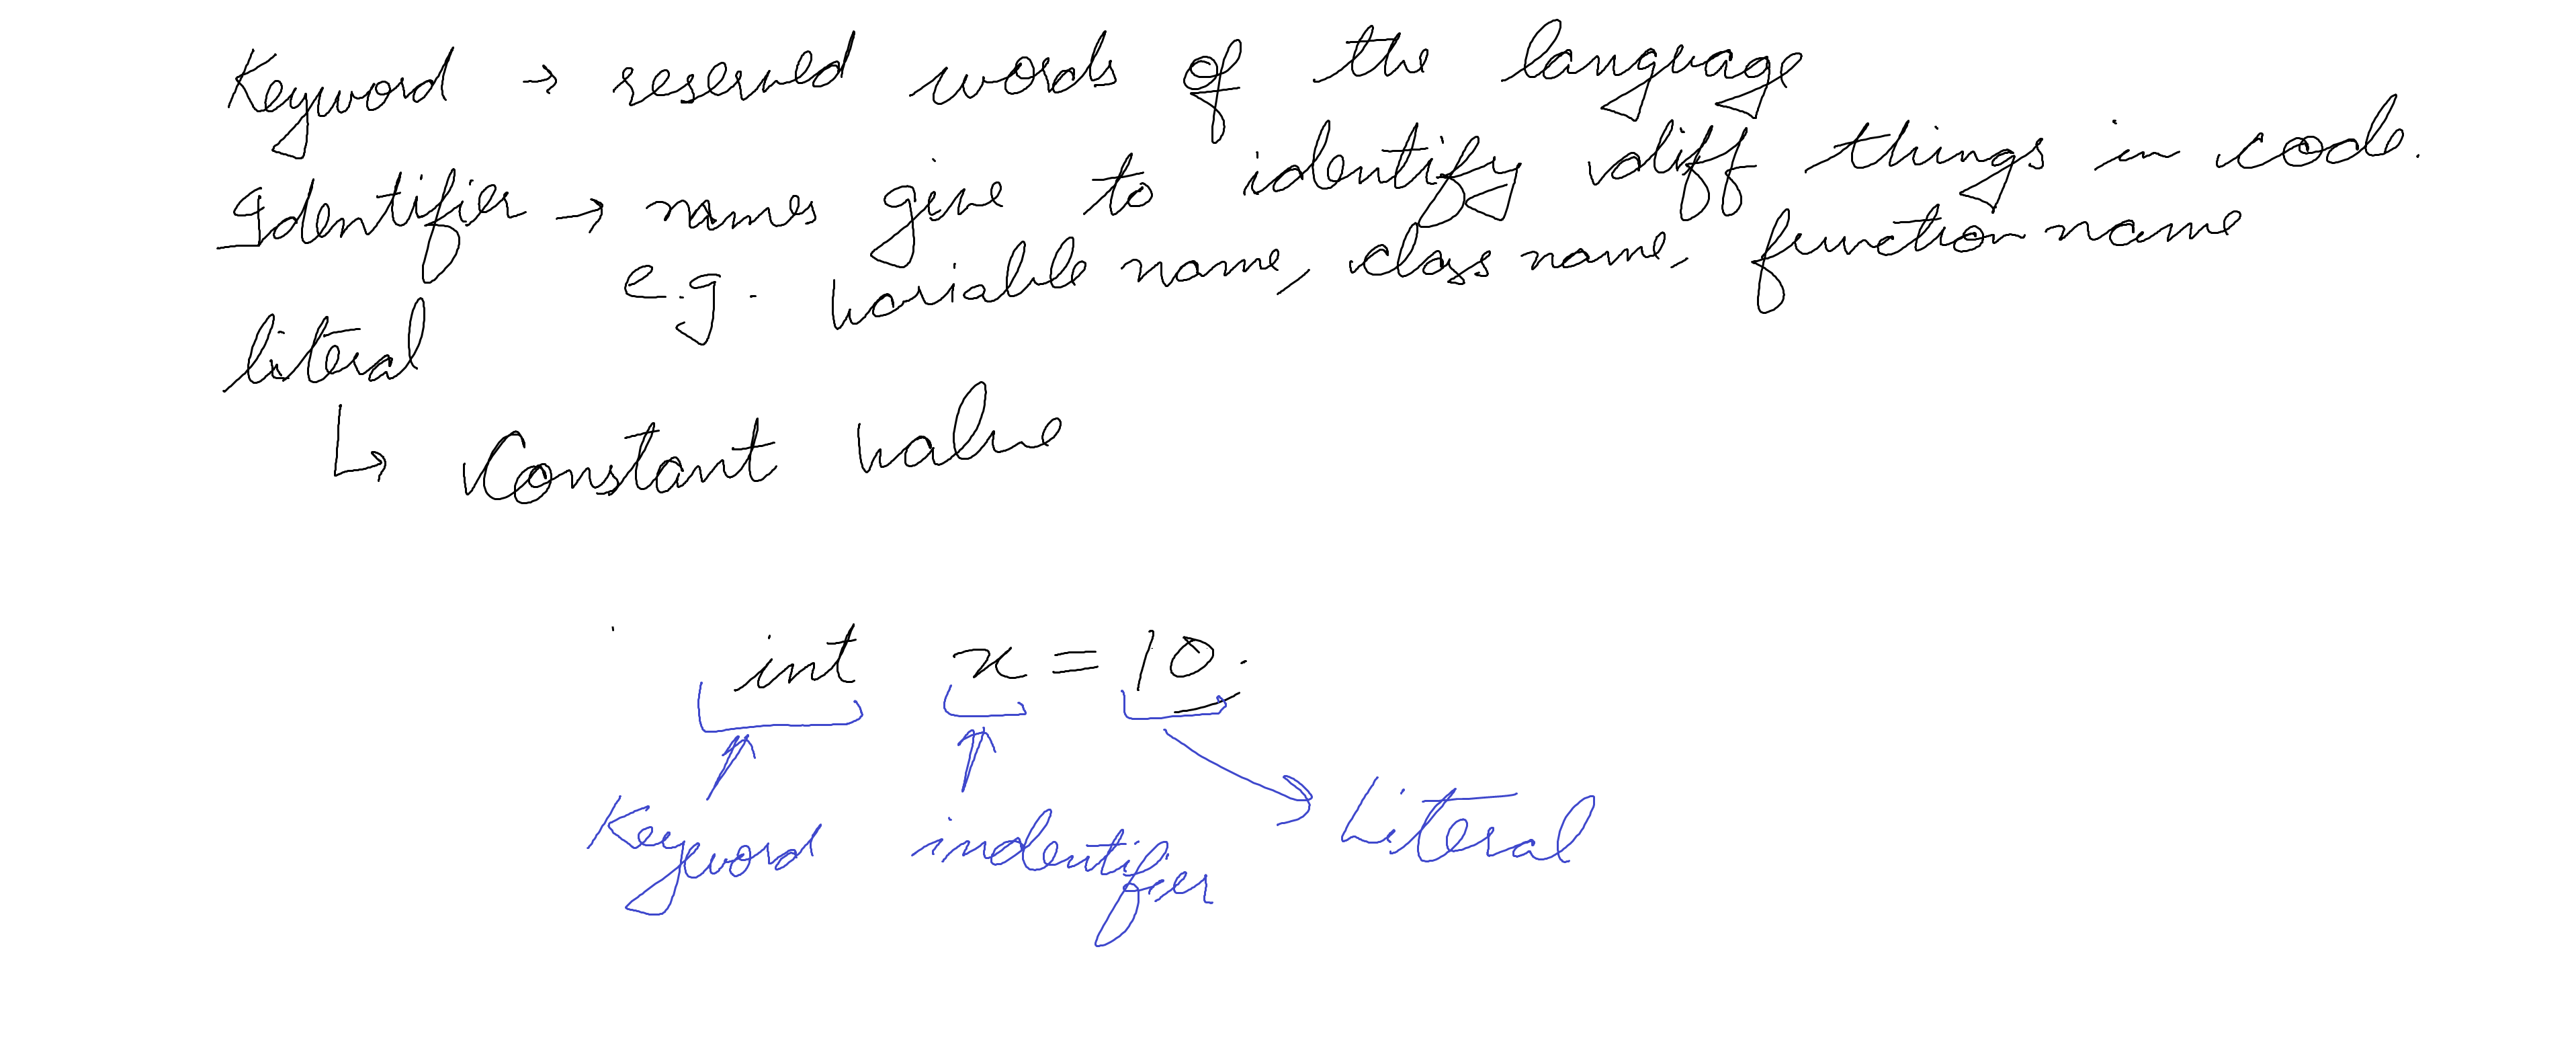 Keyword → reserved words of the language
Identifier → names give to identify diff things in code.
e.g. variable name, class name, function name
literal
↳ Constant value
int x = 10;
Keyword indentifier Literal